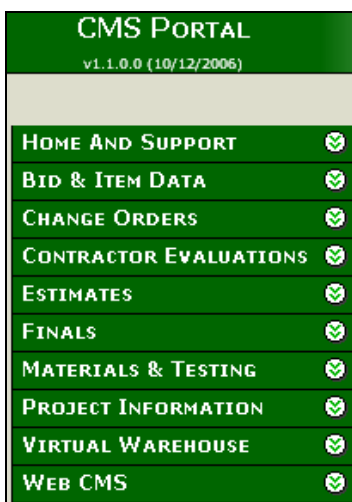 CMS PORTAL
v1.1.0.0 (10/12/2006)
HOME AND SUPPORT
BID & ITEM DATA
CHANGE ORDERS
CONTRACTOR EVALUATIONS
ESTIMATES
FINALS
MATERIALS & TESTING
PROJECT INFORMATION
VIRTUAL WAREHOUSE
WEB CMS